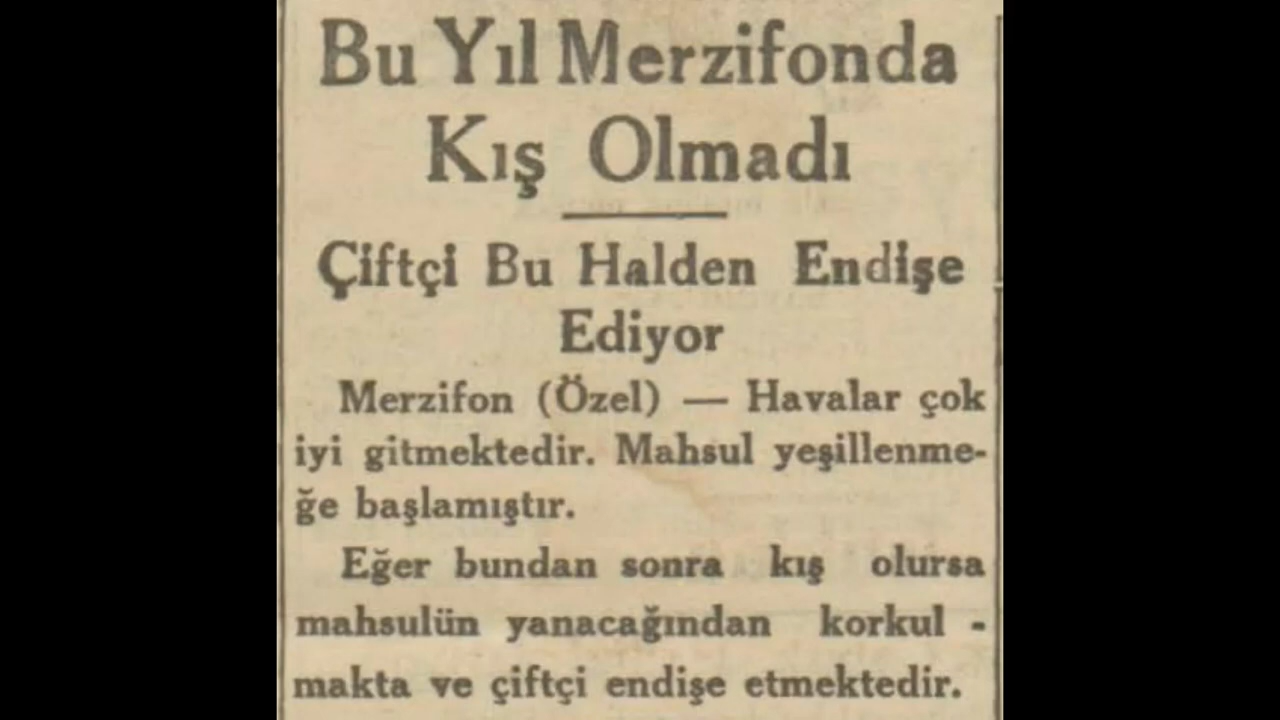 Bu Yıl Merzifonda
Kış Olmadı
Çiftçi Bu Halden Endişe
Ediyor
Merzifon (Özel) — Havalar çok
iyi gitmektedir. Mahsul yeşillenme-
ğe başlamıştır.
Eğer bundan sonra kış olursa
mahsulün yanacağından korkul -
makta ve çiftçi endişe etmektedir.